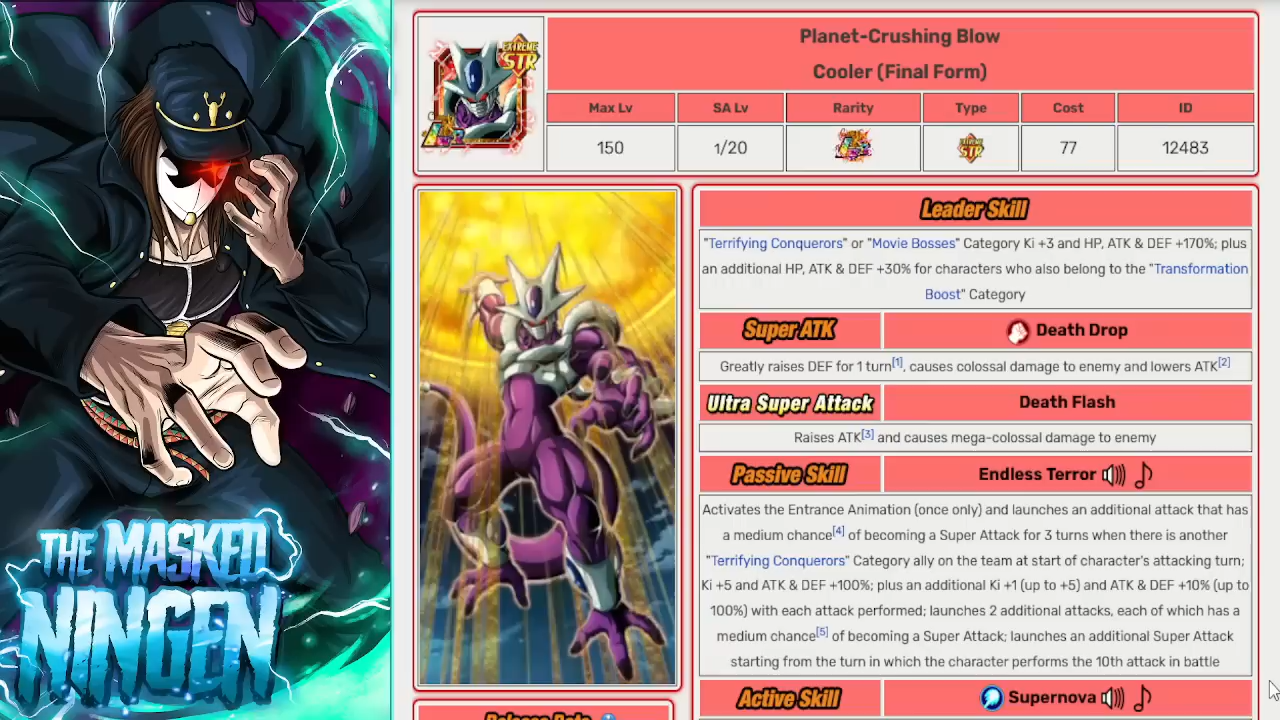 THE MASKED
NINGEN
EXTREME
STR
Planet-Crushing Blow
Cooler (Final Form)
Max Lv
SA Lv
Rarity
Type
Cost
ID
150
1/20
EXTREME
STR
77
12483
Leader Skill
"Terrifying Conquerors" or "Movie Bosses" Category Ki +3 and HP, ATK & DEF +170%; plus
an additional HP, ATK & DEF +30% for characters who also belong to the "Transformation
Boost" Category
Super ATK
Death Drop
Greatly raises DEF for 1 turn[1], causes colossal damage to enemy and lowers ATK[2]
Ultra Super Attack
Death Flash
Raises ATK[3] and causes mega-colossal damage to enemy
Passive Skill
Endless Terror
Activates the Entrance Animation (once only) and launches an additional attack that has
a medium chance[4] of becoming a Super Attack for 3 turns when there is another
"Terrifying Conquerors" Category ally on the team at start of character's attacking turn;
Ki +5 and ATK & DEF +100%; plus an additional Ki +1 (up to +5) and ATK & DEF +10% (up to
100%) with each attack performed; launches 2 additional attacks, each of which has a
medium chance[5] of becoming a Super Attack; launches an additional Super Attack
starting from the turn in which the character performs the 10th attack in battle
Active Skill
Supernova
Release Date